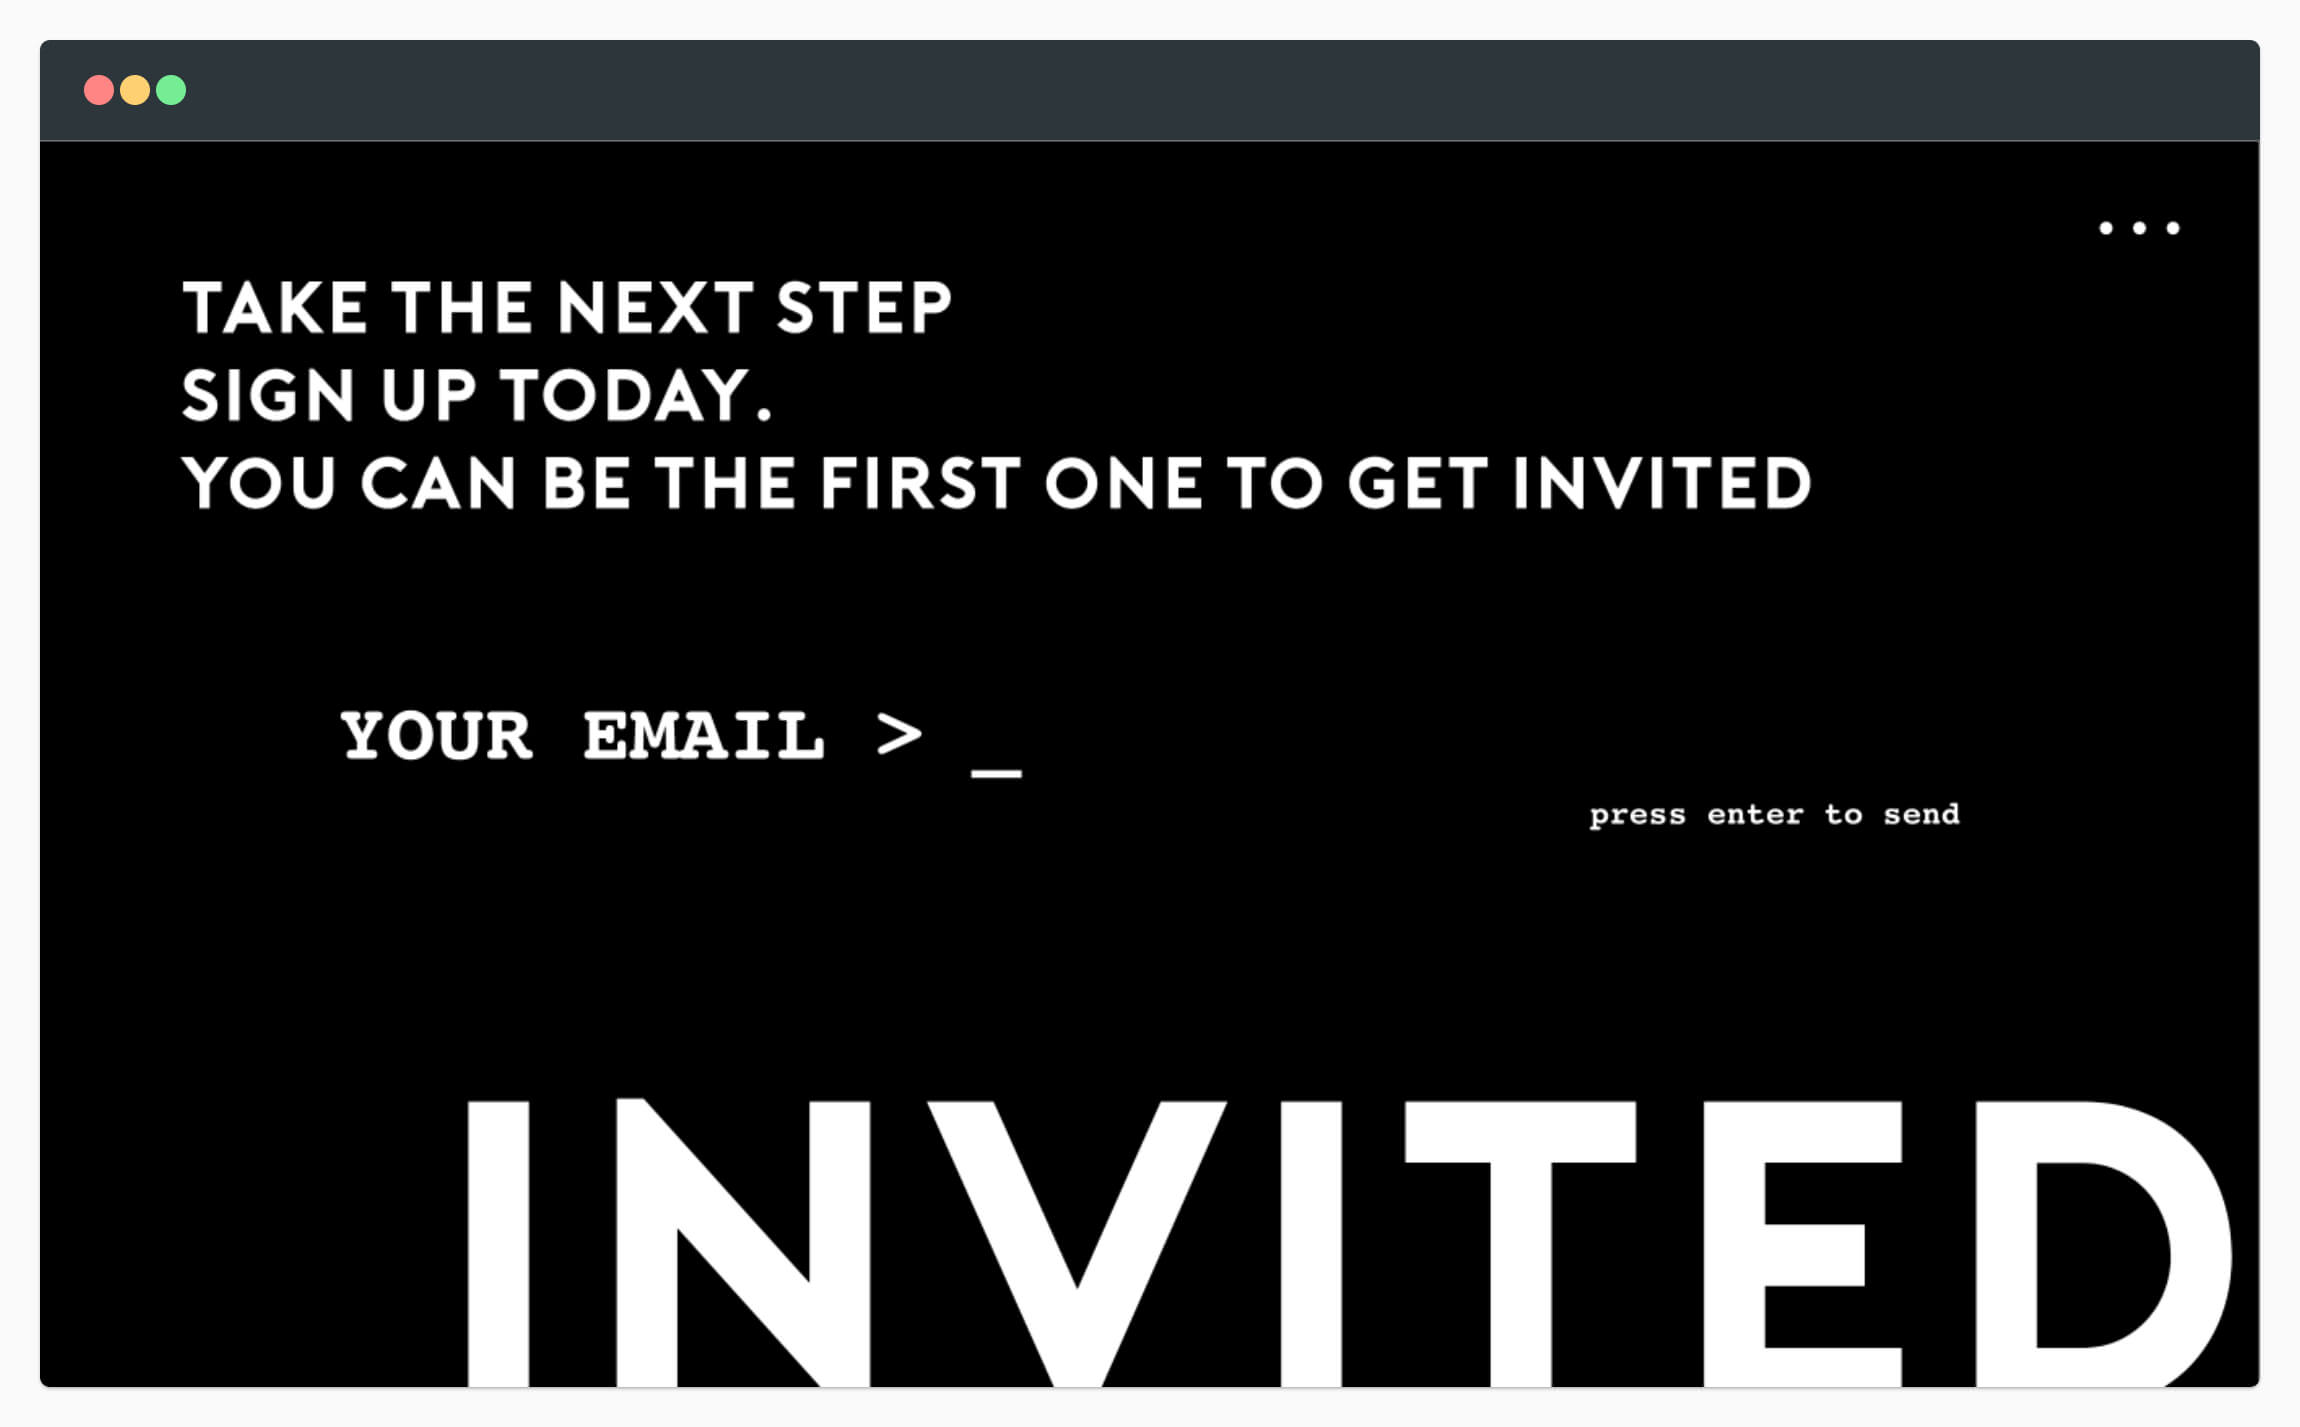 ...
TAKE THE NEXT STEP
SIGN UP TODAY.
YOU CAN BE THE FIRST ONE TO GET INVITED
YOUR EMAIL > _
press enter to send
INVITED